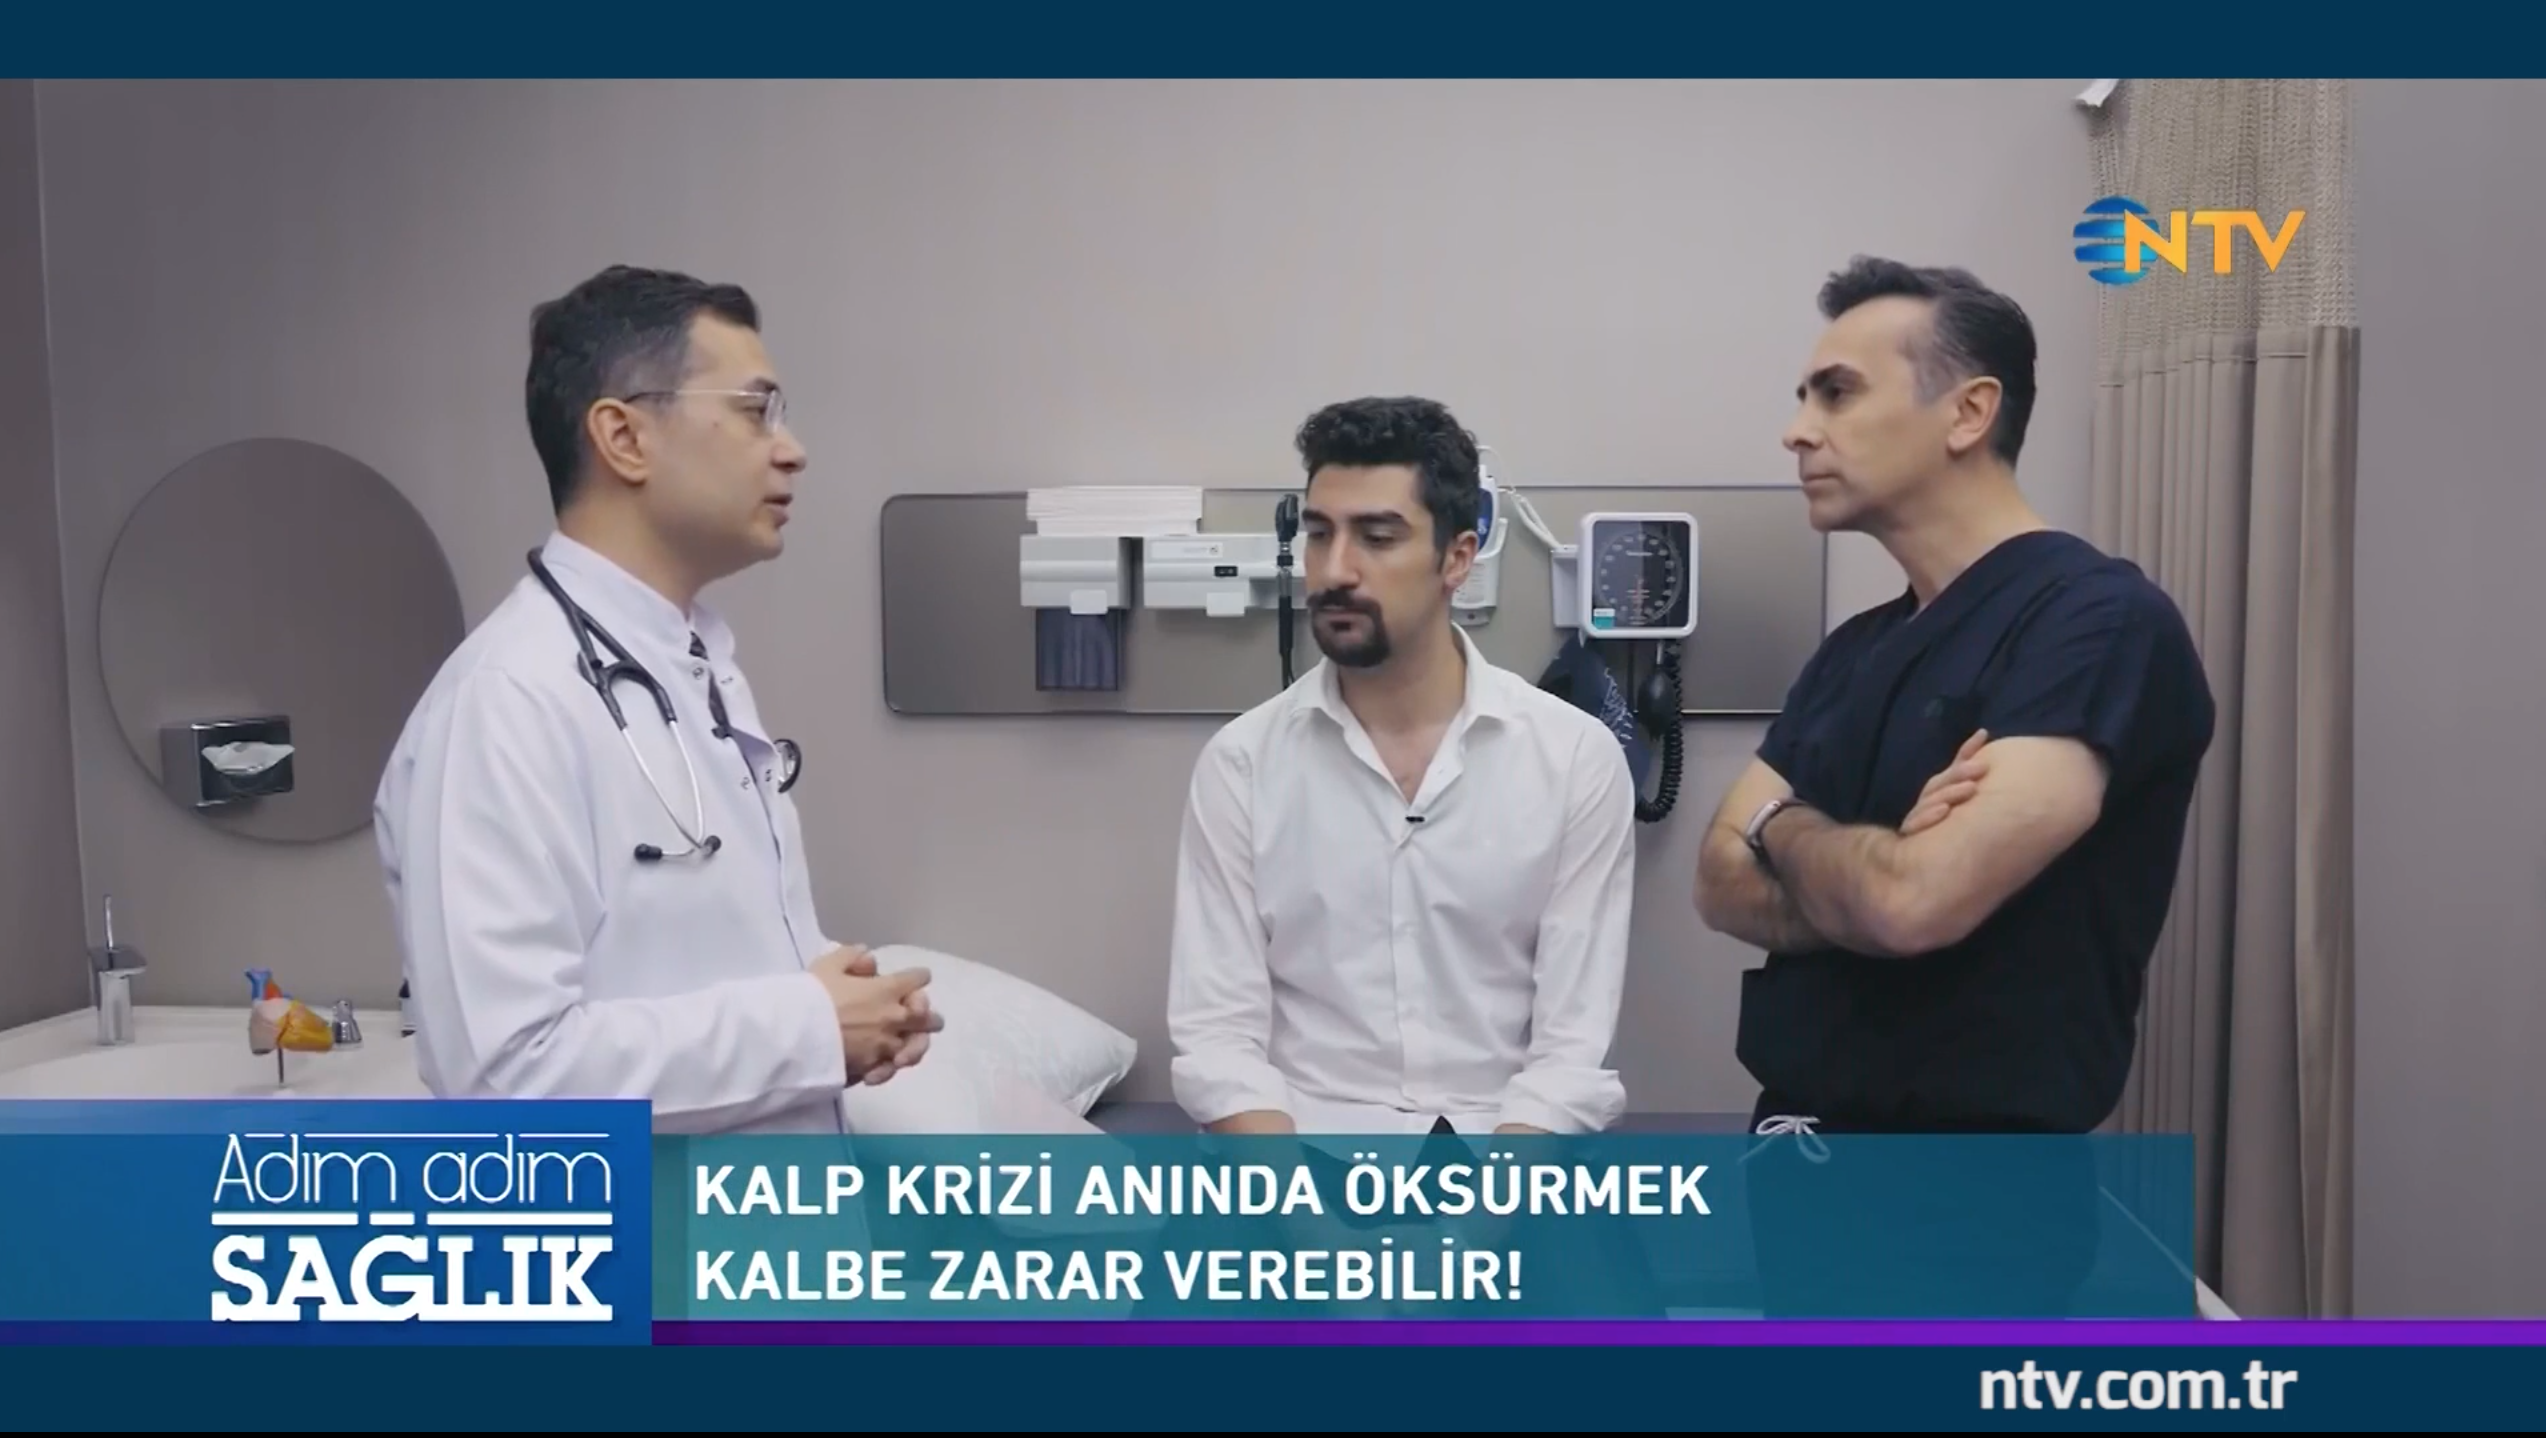 NTV
Adım adım
SAĞLIK
KALP KRİZİ ANINDA ÖKSÜRMEK
KALBE ZARAR VEREBİLİR!
ntv.com.tr